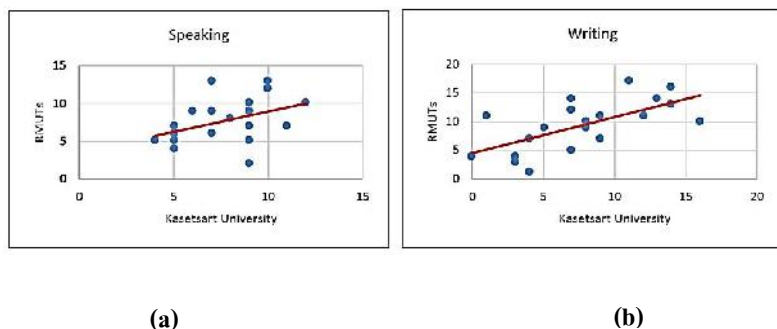 Speaking
15
10
5
0
RMUTs
0 5 10 15
Kasetsart University
(a)
Writing
20
15
10
5
0
RMUTs
0 5 10 15 20
Kasetsart University
(b)